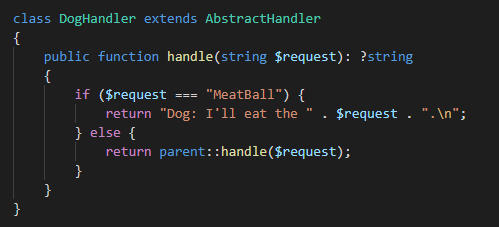 class DogHandler extends AbstractHandler
{
    public function handle(string $request): ?string
    {
        if ($request === "MeatBall") {
            return "Dog: I'll eat the " . $request . ".\n";
        } else {
            return parent::handle($request);
        }
    }
}